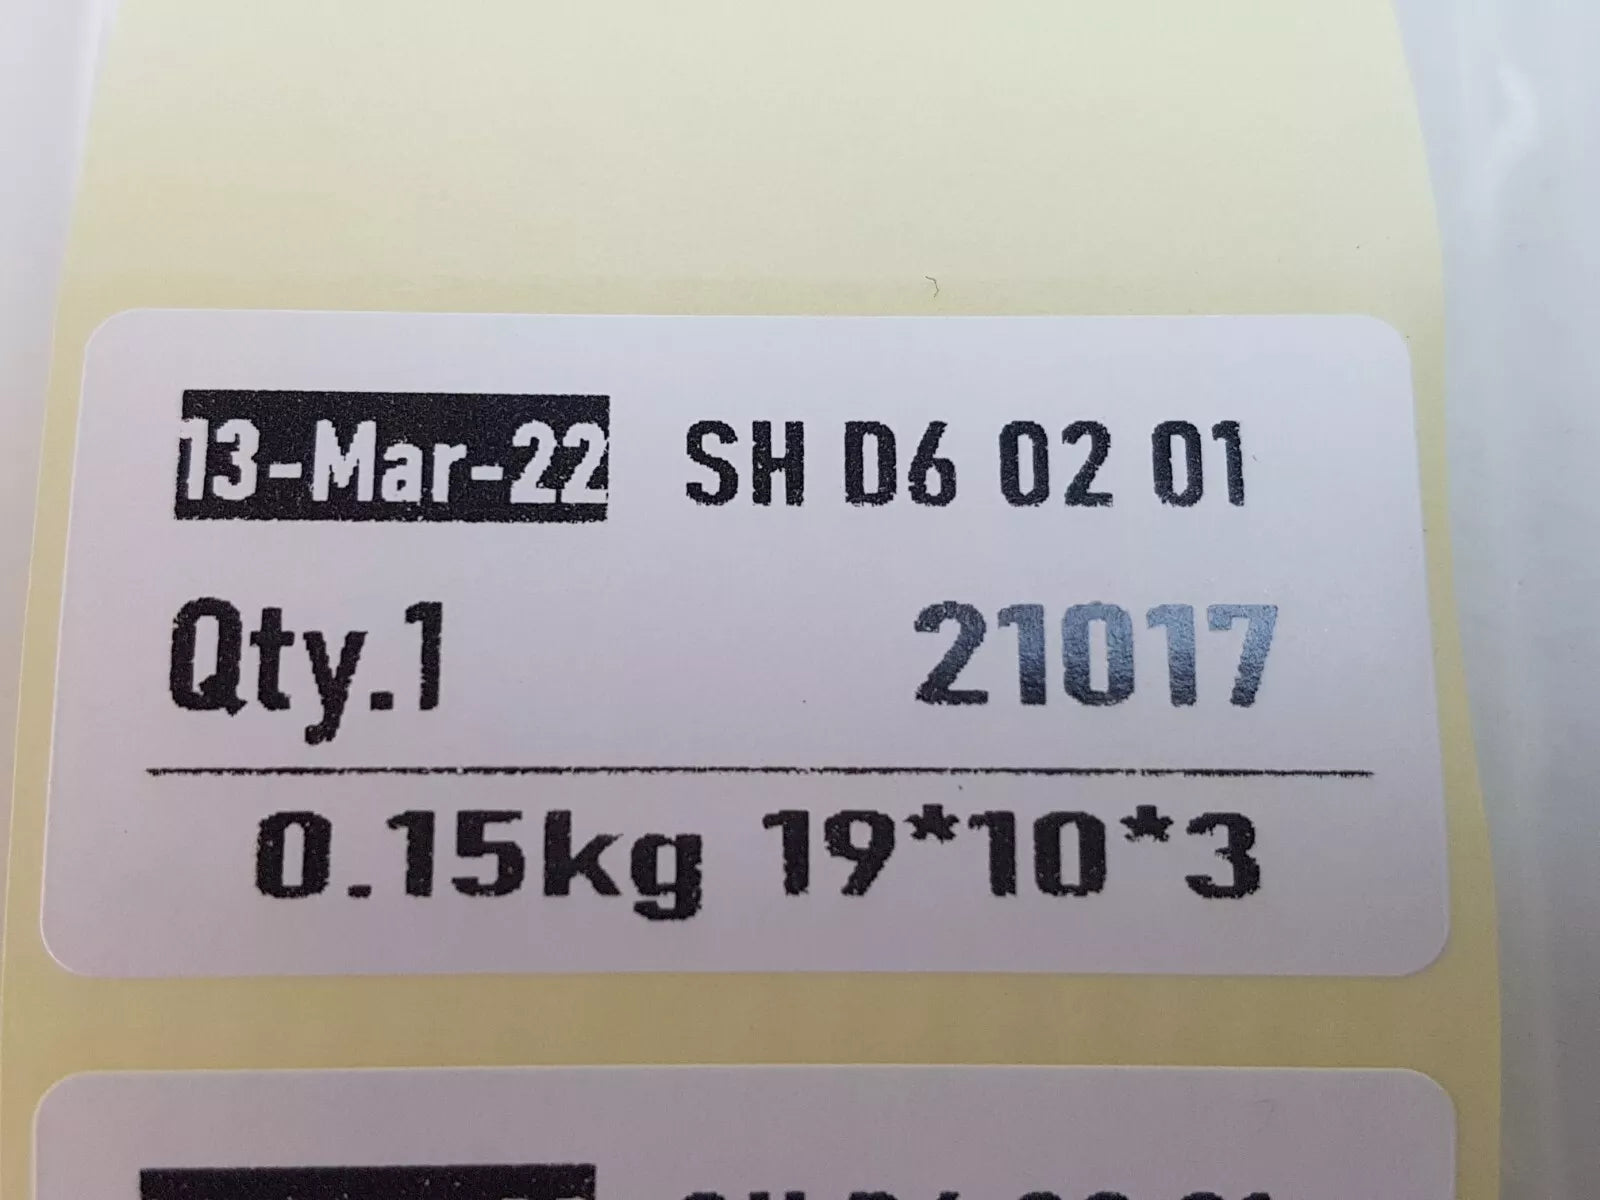 13-Mar-22 SH D6 02 01
Qty.1 21017
0.15kg 19*10*3